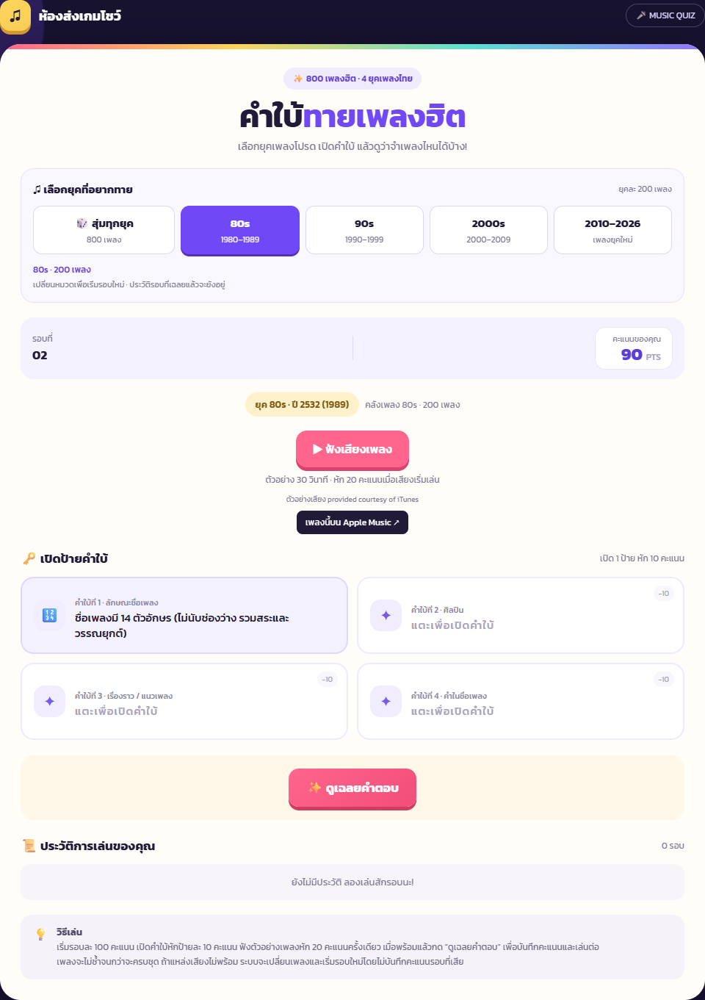 ห้องส่งเกมโชว์
🎤 MUSIC QUIZ
✨ 800 เพลงฮิต · 4 ยุคเพลงไทย
คำใบ้ทายเพลงฮิต
เลือกยุคเพลงโปรด เปิดคำใบ้ แล้วดูว่าจำเพลงไหนได้บ้าง!
🎵 เลือกยุคที่อยากทาย
ยุคละ 200 เพลง
🎲 สุ่มทุกยุค
800 เพลง
80s
1980–1989
90s
1990–1999
2000s
2000–2009
2010–2026
เพลงยุคใหม่
80s · 200 เพลง
เปลี่ยนหมวดเพื่อเริ่มรอบใหม่ · ประวัติรอบที่เฉลยแล้วจะยังอยู่
รอบที่
02
คะแนนของคุณ
90 PTS
ยุค 80s · ปี 2532 (1989)
คลังเพลง 80s · 200 เพลง
▶ ฟังเสียงเพลง
ตัวอย่าง 30 วินาที · หัก 20 คะแนนเมื่อเสียงเริ่มเล่น
ตัวอย่างเสียง provided courtesy of iTunes
เพลงนี้บน Apple Music ↗
🔑 เปิดป้ายคำใบ้
เปิด 1 ป้าย หัก 10 คะแนน
คำใบ้ที่ 1 · ลักษณะชื่อเพลง
ชื่อเพลงมี 14 ตัวอักษร (ไม่นับช่องว่าง รวมสระและ
วรรณยุกต์)
−10
คำใบ้ที่ 2 · ศิลปิน
แตะเพื่อเปิดคำใบ้
−10
คำใบ้ที่ 3 · เรื่องราว / แนวเพลง
แตะเพื่อเปิดคำใบ้
−10
คำใบ้ที่ 4 · คำในชื่อเพลง
แตะเพื่อเปิดคำใบ้
✨ ดูเฉลยคำตอบ
📜 ประวัติการเล่นของคุณ
0 รอบ
ยังไม่มีประวัติ ลองเล่นสักรอบนะ!
💡 วิธีเล่น
เริ่มรอบละ 100 คะแนน เปิดคำใบ้หักป้ายละ 10 คะแนน ฟังตัวอย่างเพลงหัก 20 คะแนนครั้งเดียว เมื่อพร้อมแล้วกด “ดูเฉลยคำตอบ” เพื่อบันทึกคะแนนและเล่นต่อ
เพลงจะไม่ซ้ำจนกว่าจะครบชุด ถ้าแหล่งเสียงไม่พร้อม ระบบจะเปลี่ยนเพลงและเริ่มรอบใหม่โดยไม่บันทึกคะแนนรอบที่เสีย